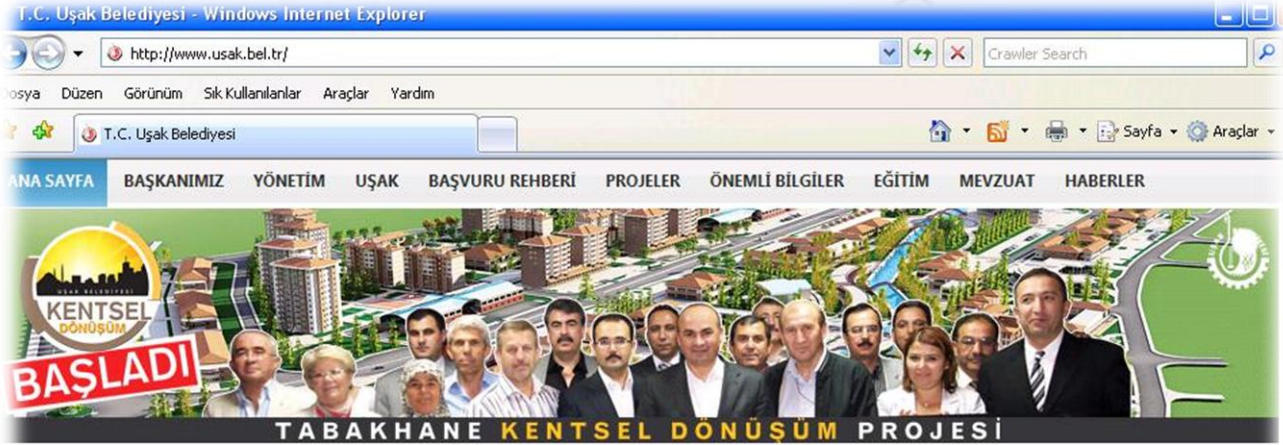 T.C. Uşak Belediyesi - Windows Internet Explorer
http://www.usak.bel.tr/
Crawler Search
Dosya Düzen Görünüm Sık Kullanılanlar Araçlar Yardım
T.C. Uşak Belediyesi
Sayfa Araçlar
ANA SAYFA BAŞKANIMIZ YÖNETİM UŞAK BAŞVURU REHBERİ PROJELER ÖNEMLİ BİLGİLER EĞİTİM MEVZUAT HABERLER
UŞAK BELEDİYESİ
KENTSEL
DÖNÜŞÜM
BAŞLADI
TABAKHANE KENTSEL DÖNÜŞÜM PROJESİ